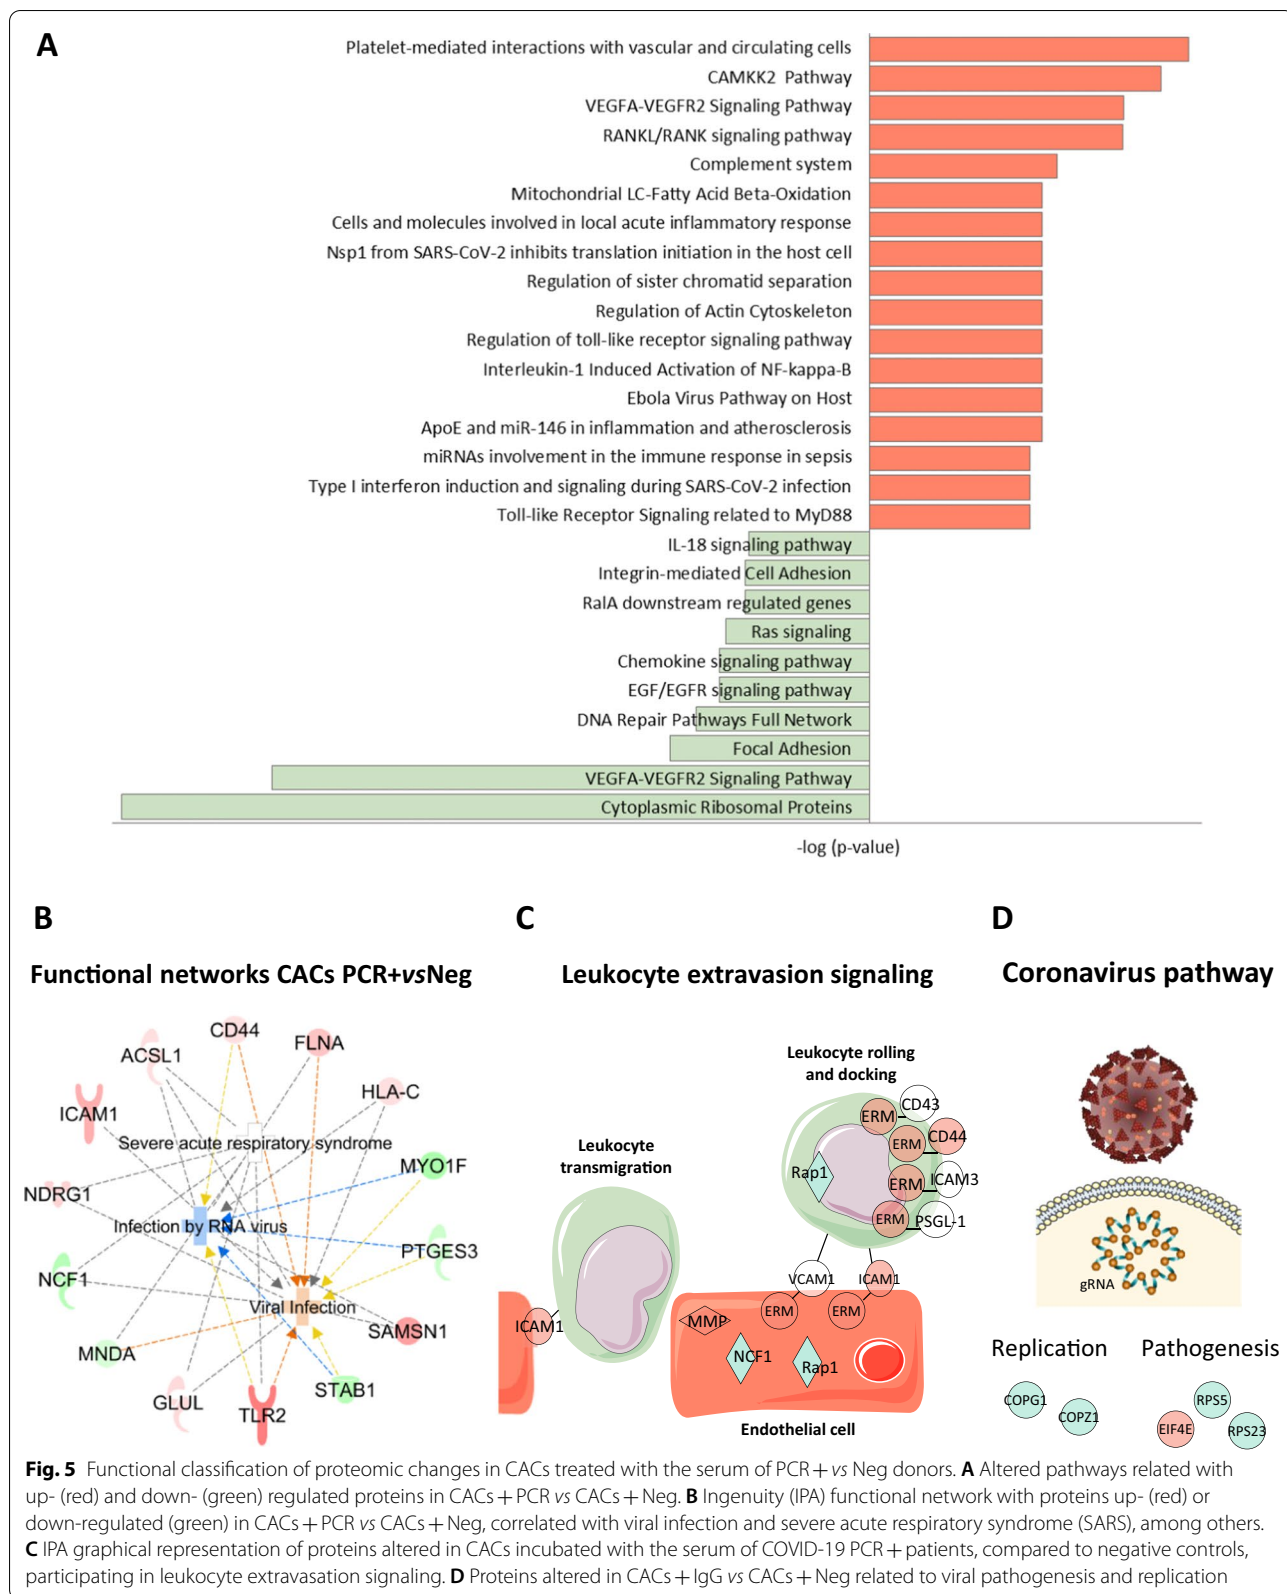 A
Platelet-mediated interactions with vascular and circulating cells
CAMKK2 Pathway
VEGFA-VEGFR2 Signaling Pathway
RANKL/RANK signaling pathway
Complement system
Mitochondrial LC-Fatty Acid Beta-Oxidation
Cells and molecules involved in local acute inflammatory response
Nsp1 from SARS-CoV-2 inhibits translation initiation in the host cell
Regulation of sister chromatid separation
Regulation of Actin Cytoskeleton
Regulation of toll-like receptor signaling pathway
Interleukin-1 Induced Activation of NF-kappa-B
Ebola Virus Pathway on Host
ApoE and miR-146 in inflammation and atherosclerosis
miRNAs involvement in the immune response in sepsis
Type I interferon induction and signaling during SARS-CoV-2 infection
Toll-like Receptor Signaling related to MyD88
IL-18 signaling pathway
Integrin-mediated Cell Adhesion
RalA downstream regulated genes
Ras signaling
Chemokine signaling pathway
EGF/EGFR signaling pathway
DNA Repair Pathways Full Network
Focal Adhesion
VEGFA-VEGFR2 Signaling Pathway
Cytoplasmic Ribosomal Proteins
-log (p-value)
B
Functional networks CACs PCR+vsNeg
CD44
FLNA
ACSL1
HLA-C
ICAM1
Severe acute respiratory syndrome
MYO1F
NDRG1
Infection by RNA virus
PTGES3
NCF1
Viral Infection
SAMSN1
MNDA
STAB1
GLUL
TLR2
C
Leukocyte extravasion signaling
Leukocyte rolling
and docking
Leukocyte
transmigration
ERM
CD43
ERM
CD44
Rap1
ERM
ICAM3
ERM
PSGL-1
VCAM1
ICAM1
ERM
ERM
ICAM1
MMP
NCF1
Rap1
Endothelial cell
D
Coronavirus pathway
gRNA
Replication
Pathogenesis
COPG1
COPZ1
RPS5
EIF4E
RPS23
Fig. 5 Functional classification of proteomic changes in CACs treated with the serum of PCR + vs Neg donors. A Altered pathways related with
up- (red) and down- (green) regulated proteins in CACs + PCR vs CACs + Neg. B Ingenuity (IPA) functional network with proteins up- (red) or
down-regulated (green) in CACs + PCR vs CACs + Neg, correlated with viral infection and severe acute respiratory syndrome (SARS), among others.
C IPA graphical representation of proteins altered in CACs incubated with the serum of COVID-19 PCR + patients, compared to negative controls,
participating in leukocyte extravasation signaling. D Proteins altered in CACs + IgG vs CACs + Neg related to viral pathogenesis and replication